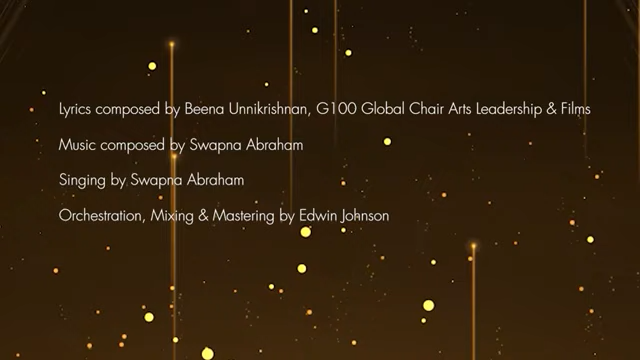 Lyrics composed by Beena Unnikrishnan, G100 Global Chair Arts Leadership & Films
Music composed by Swapna Abraham
Singing by Swapna Abraham
Orchestration, Mixing & Mastering by Edwin Johnson